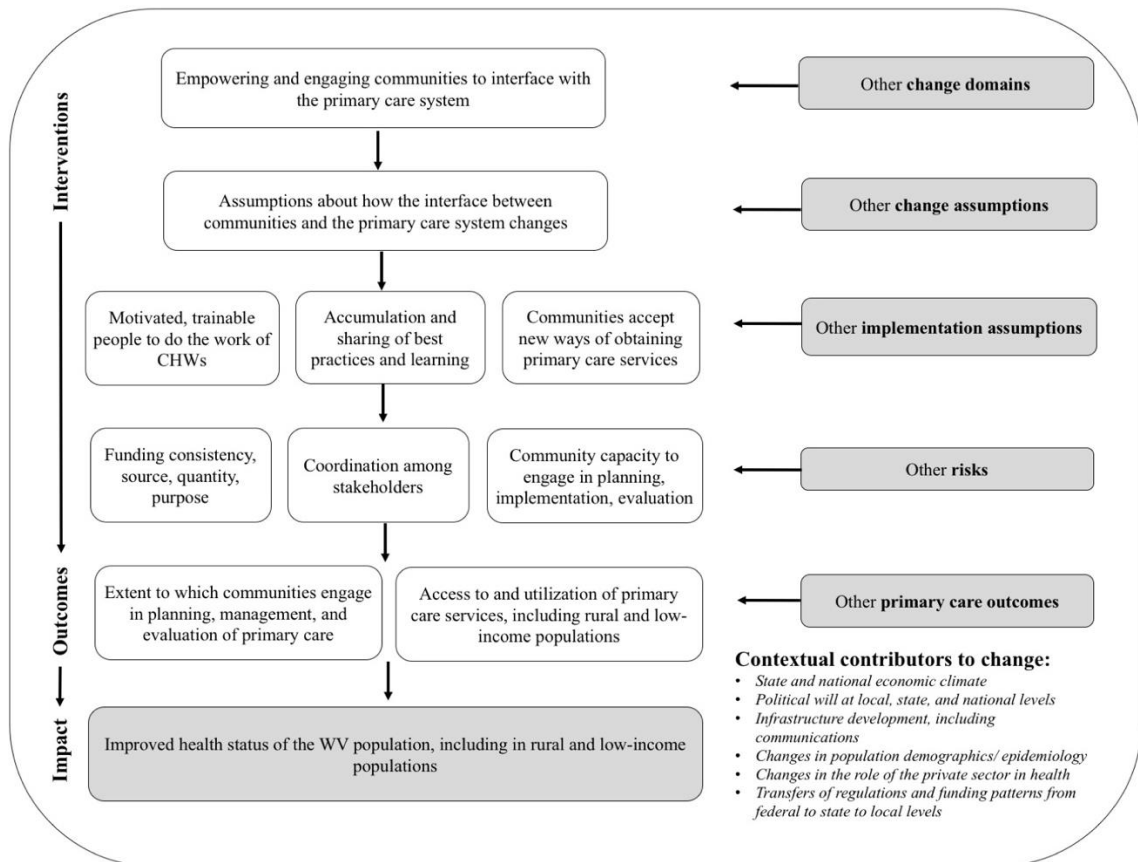 Interventions
Outcomes
Impact
Empowering and engaging communities to interface with
the primary care system
Other change domains
Assumptions about how the interface between
communities and the primary care system changes
Other change assumptions
Motivated, trainable
people to do the work of
CHWs
Accumulation and
sharing of best
practices and learning
Communities accept
new ways of obtaining
primary care services
Other implementation assumptions
Funding consistency,
source, quantity,
purpose
Coordination among
stakeholders
Community capacity to
engage in planning,
implementation, evaluation
Other risks
Extent to which communities engage
in planning, management, and
evaluation of primary care
Access to and utilization of primary
care services, including rural and low-
income populations
Other primary care outcomes
Improved health status of the WV population, including in rural and low-income
populations
Contextual contributors to change:
• State and national economic climate
• Political will at local, state, and national levels
• Infrastructure development, including
communications
• Changes in population demographics/ epidemiology
• Changes in the role of the private sector in health
• Transfers of regulations and funding patterns from
federal to state to local levels